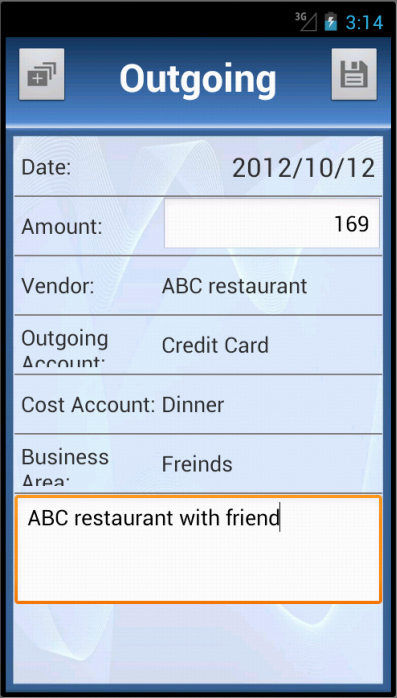 3G 3:14
Outgoing
Date: 2012/10/12
Amount: 169
Vendor: ABC restaurant
Outgoing
Account: Credit Card
Cost Account: Dinner
Business
Area: Freinds
ABC restaurant with friend